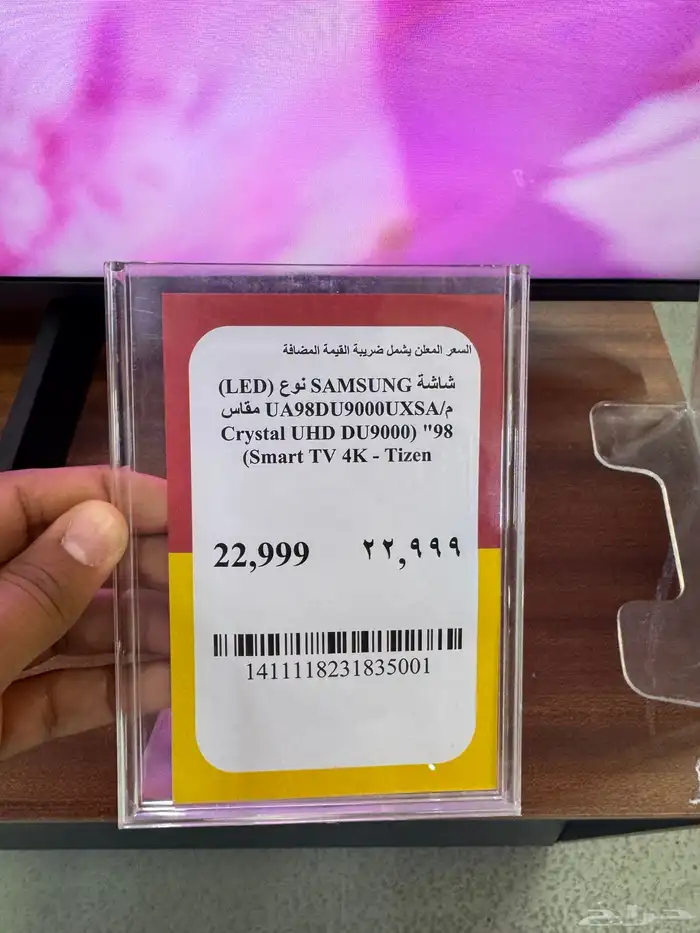 السعر المعلن يشمل ضريبة القيمة المضافة
شاشة SAMSUNG نوع (LED)
م/UA98DU9000UXSA مقاس
98" (Crystal UHD DU9000
Smart TV 4K - Tizen)
22,999 ٢٢,٩٩٩
1411118231835001
حراج